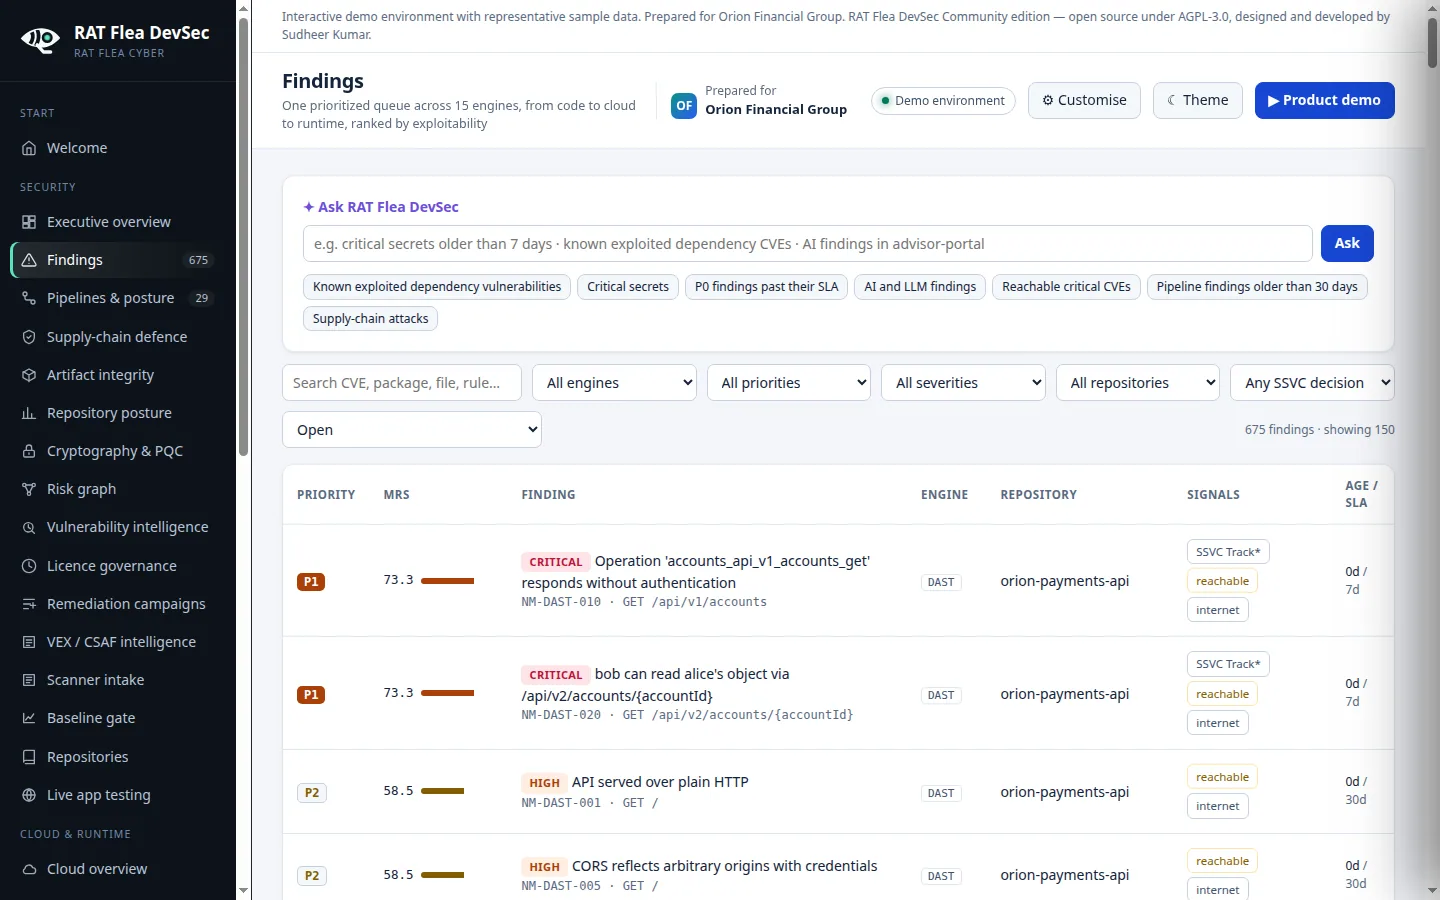 RAT Flea DevSec
RAT FLEA CYBER
START
Welcome
SECURITY
Executive overview
Findings 675
Pipelines & posture 29
Supply-chain defence
Artifact integrity
Repository posture
Cryptography & PQC
Risk graph
Vulnerability intelligence
Licence governance
Remediation campaigns
VEX / CSAF intelligence
Scanner intake
Baseline gate
Repositories
Live app testing
CLOUD & RUNTIME
Cloud overview
Interactive demo environment with representative sample data. Prepared for Orion Financial Group. RAT Flea DevSec Community edition — open source under AGPL-3.0, designed and developed by
Sudheer Kumar.
Findings
One prioritized queue across 15 engines, from code to cloud
to runtime, ranked by exploitability
OF
Prepared for
Orion Financial Group
Demo environment
⚙ Customise
☾ Theme
▶ Product demo
✦ Ask RAT Flea DevSec
e.g. critical secrets older than 7 days · known exploited dependency CVEs · AI findings in advisor-portal
Ask
Known exploited dependency vulnerabilities
Critical secrets
P0 findings past their SLA
AI and LLM findings
Reachable critical CVEs
Pipeline findings older than 30 days
Supply-chain attacks
Search CVE, package, file, rule...
All engines
All priorities
All severities
All repositories
Any SSVC decision
Open
675 findings · showing 150
PRIORITY MRS FINDING ENGINE REPOSITORY SIGNALS AGE /
SLA
P1 73.3 CRITICAL Operation 'accounts_api_v1_accounts_get'
responds without authentication
NM-DAST-010 · GET /api/v1/accounts
DAST
orion-payments-api
SSVC Track*
reachable
internet
0d /
7d
P1 73.3 CRITICAL bob can read alice's object via
/api/v2/accounts/{accountId}
NM-DAST-020 · GET /api/v2/accounts/{accountId}
DAST
orion-payments-api
SSVC Track*
reachable
internet
0d /
7d
P2 58.5 HIGH API served over plain HTTP
NM-DAST-001 · GET /
DAST
orion-payments-api
reachable
internet
0d /
30d
P2 58.5 HIGH CORS reflects arbitrary origins with credentials
NM-DAST-005 · GET /
DAST
orion-payments-api
reachable
internet
0d /
30d